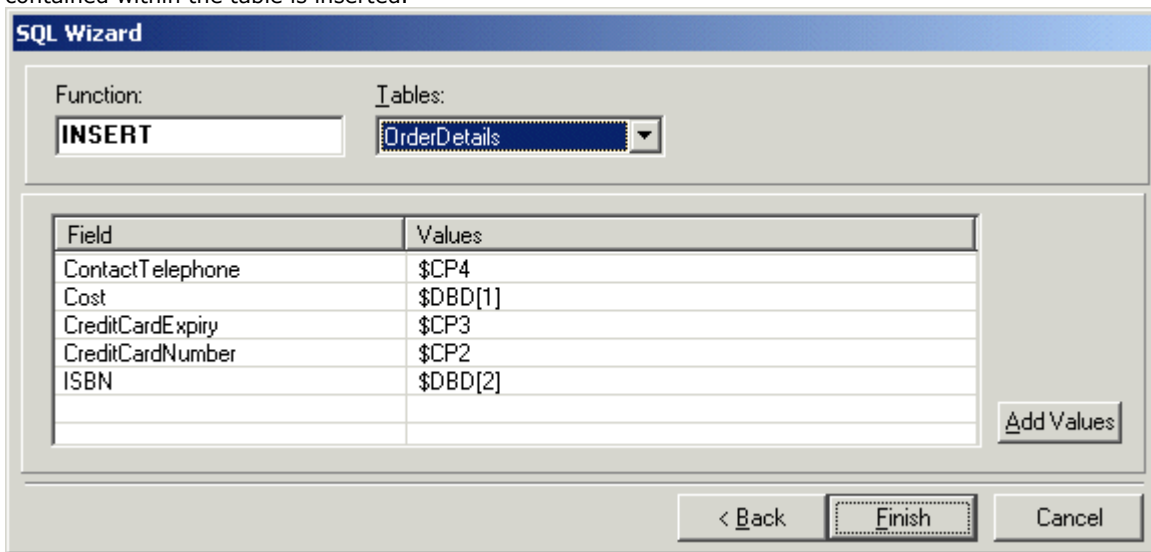 contained within the table is inserted.
SQL Wizard
Function: Tables:
INSERT OrderDetails
Field Values
ContactTelephone $CP4
Cost $DBD[1]
CreditCardExpiry $CP3
CreditCardNumber $CP2
ISBN $DBD[2]
Add Values
< Back Finish Cancel